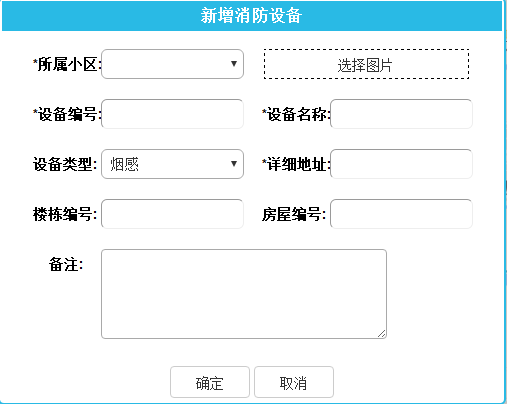 新增消防设备
*所属小区: 选择图片
*设备编号: *设备名称:
设备类型: 烟感 *详细地址:
楼栋编号: 房屋编号:
备注:
确定 取消